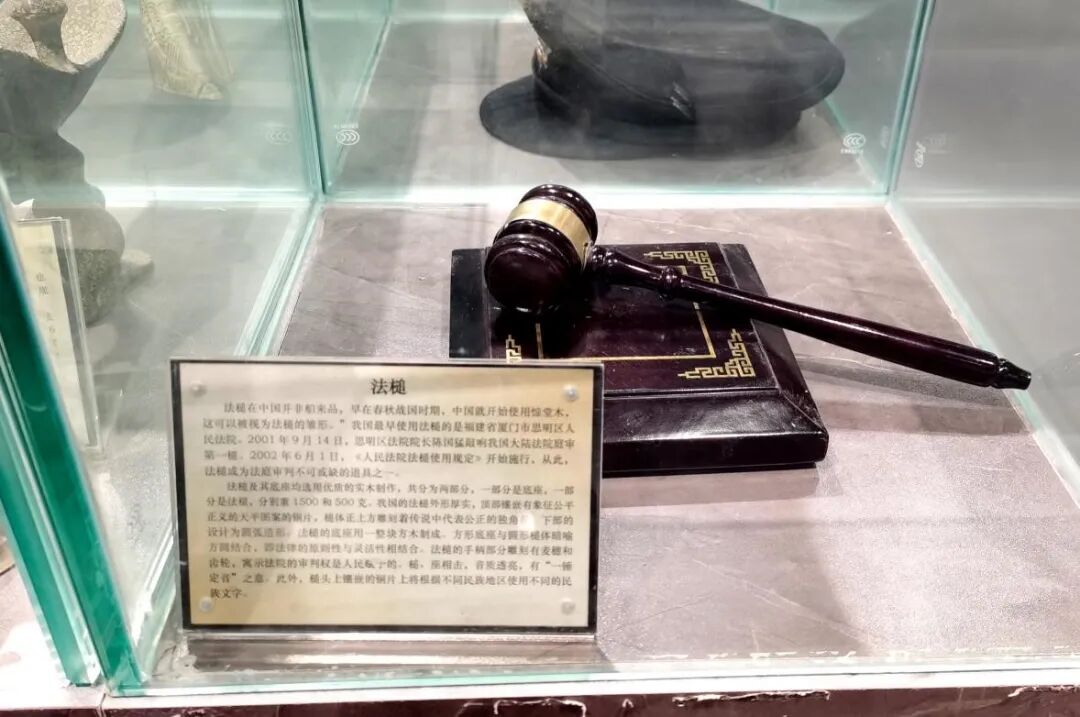 法槌
法槌在中国并非舶来品，早在春秋战国时期，中国就开始使用惊堂木，
这可以被视为法槌的雏形。”我国最早使用法槌的是福建省厦门市思明区人
民法院。2001年9月14日，思明区法院院长陈国猛敲响我国大陆法院庭审
第一槌。2002年6月1日，《人民法院法槌使用规定》开始施行，从此，
法槌成为法庭审判不可或缺的道具之一。
法槌及其底座均选用优质的实木制作，共分为两部分，一部分是底座，一部
分是法槌，分别重1500和500克。我国的法槌外形厚实，顶部镶嵌有象征公平
正义的天平图案的铜片，槌体正上方雕刻着传说中代表公正的独角 下部的
设计为圆弧造形。法槌的底座用一整块方木制成。方形底座与圆形槌体暗喻
方圆结合，即法律的原则性与灵活性相结合。法槌的手柄部分雕刻有麦穗和
齿轮，寓示法院的审判权是人民赋予的。槌、座相击，音质透亮，有“一锤
定音”之意。此外，槌头上镶嵌的铜片上将根据不同民族地区使用不同的民
族文字。